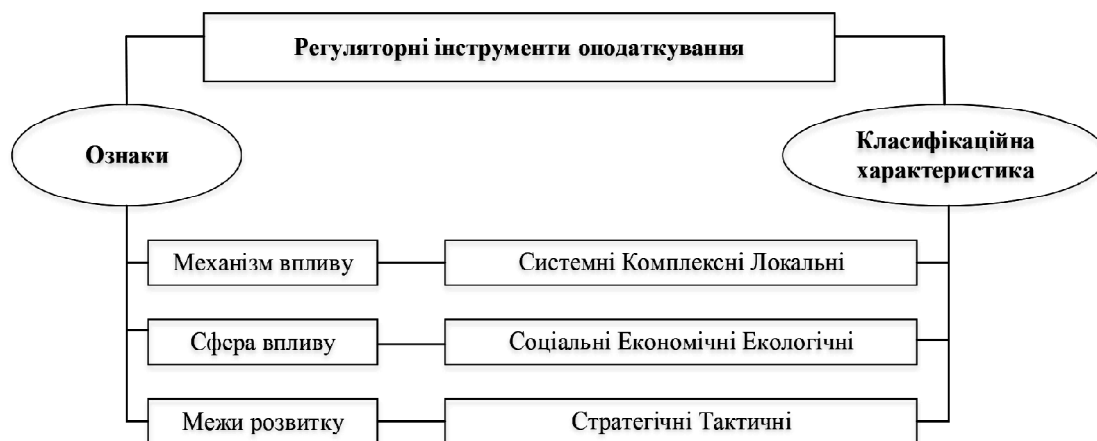 Регуляторні інструменти оподаткування
Ознаки
Класифікаційна
характеристика
Механізм впливу
Системні Комплексні Локальні
Сфера впливу
Соціальні Економічні Екологічні
Межи розвитку
Стратегічні Тактичні